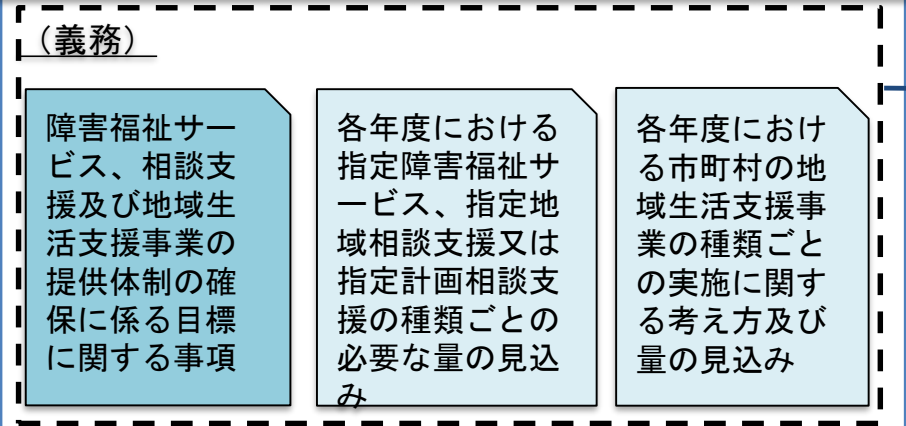 （義務）
障害福祉サー
ビス、相談支
援及び地域生
活支援事業の
提供体制の確
保に係る目標
に関する事項
各年度における
指定障害福祉サ
ービス、指定地
域相談支援又は
指定計画相談支
援の種類ごとの
必要な量の見込
み
各年度におけ
る市町村の地
域生活支援事
業の種類ごと
の実施に関す
る考え方及び
量の見込み